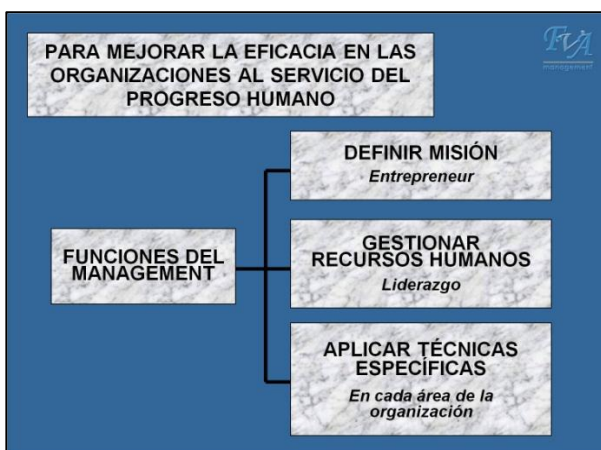 PARA MEJORAR LA EFICACIA EN LAS
ORGANIZACIONES AL SERVICIO DEL
PROGRESO HUMANO
FVA
management
DEFINIR MISIÓN
Entrepreneur
FUNCIONES DEL
MANAGEMENT
GESTIONAR
RECURSOS HUMANOS
Liderazgo
APLICAR TÉCNICAS
ESPECÍFICAS
En cada área de la
organización